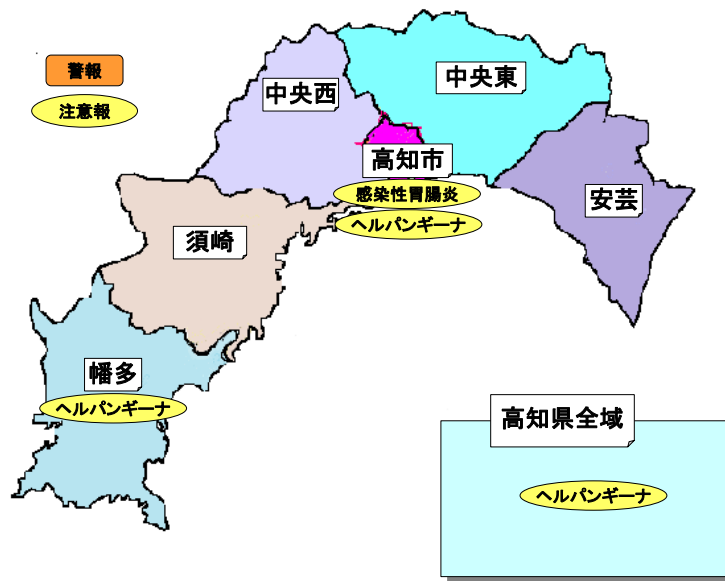 警報
注意報
中央西
中央東
高知市
感染性胃腸炎
ヘルパンギーナ
安芸
須崎
幡多
ヘルパンギーナ
高知県全域
ヘルパンギーナ